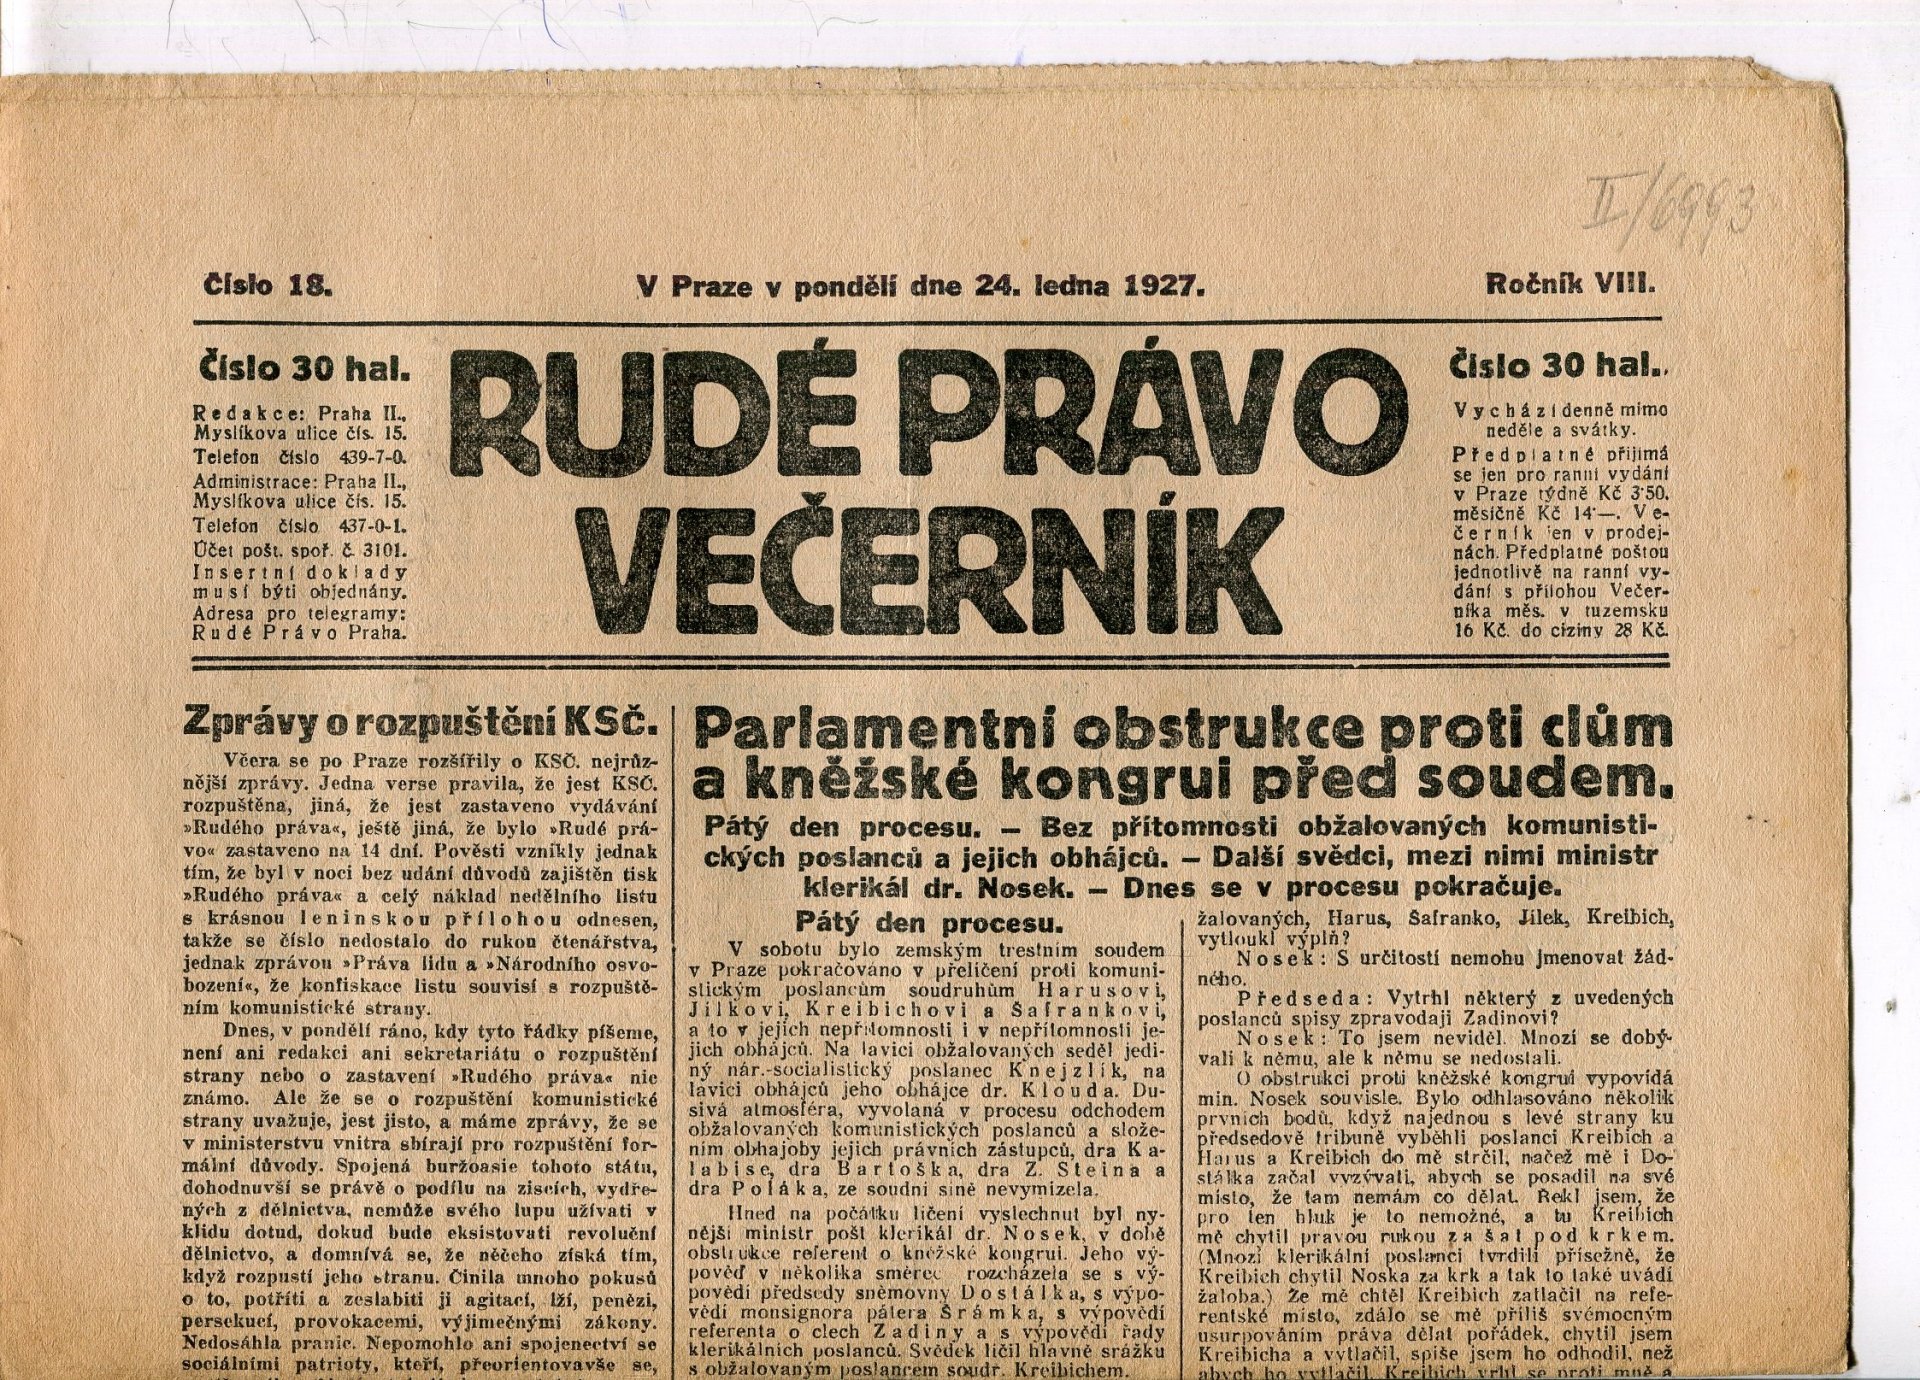 II/6993
Číslo 18.
V Praze v pondělí dne 24. ledna 1927.
Ročník VIII.
Číslo 30 hal.
Redakce: Praha II.,
Myslíkova ulice čís. 15.
Telefon číslo 439-7-0.
Administrace: Praha II.,
Myslíkova ulice čís. 15.
Telefon číslo 437-0-1.
Účet pošt. spoř. č. 3101.
Insertní doklady
musí býti objednány.
Adresa pro telegramy:
Rudé Právo Praha.
RUDÉ PRÁVO
VEČERNÍK
Číslo 30 hal.
Vychází denně mimo
neděle a svátky.
Předplatné přijímá
se jen pro ranní vydání
v Praze týdně Kč 3·50,
měsíčně Kč 14·—. Ve-
černík jen v prodej-
nách. Předplatné poštou
jednotlivě na ranní vy-
dání s přílohou Večer-
níka měs. v tuzemsku
16 Kč. do ciziny 28 Kč.
Zprávy o rozpuštění KSč.
Včera se po Praze rozšířily o KSČ. nejrůz-
nější zprávy. Jedna verse pravila, že jest KSČ.
rozpuštěna, jiná, že jest zastaveno vydávání
»Rudého práva«, ještě jiná, že bylo »Rudé prá-
vo« zastaveno na 14 dní. Pověsti vznikly jednak
tím, že byl v noci bez udání důvodů zajištěn tisk
»Rudého práva« a celý náklad nedělního listu
s krásnou leninskou přílohou odnesen,
takže se číslo nedostalo do rukou čtenářstva,
jednak zprávou »Práva lidu a »Národního osvo-
bození«, že konfiskace listu souvisí s rozpuště-
ním komunistické strany.
Dnes, v pondělí ráno, kdy tyto řádky píšeme,
není ani redakci ani sekretariátu o rozpuštění
strany nebo o zastavení »Rudého práva« nic
známo. Ale že se o rozpuštění komunistické
strany uvažuje, jest jisto, a máme zprávy, že se
v ministerstvu vnitra sbírají pro rozpuštění for-
mální důvody. Spojená buržoasie tohoto státu,
dohodnuvší se právě o podílu na ziscích, vydře-
ných z dělnictva, nemůže svého lupu užívati v
klidu dotud, dokud bude eksistovati revoluční
dělnictvo, a domnívá se, že něčeho získá tím,
když rozpustí jeho stranu. Činila mnoho pokusů
o to, potříti a zeslabiti ji agitací, lží, penězi,
persekucí, provokacemi, výjimečnými zákony.
Nedosáhla pranic. Nepomohlo ani spojenectví se
sociálními patrioty, kteří, přeorientovavše se,
Parlamentní obstrukce proti clům
a kněžské kongrui před soudem.
Pátý den procesu. — Bez přítomnosti obžalovaných komunisti-
ckých poslanců a jejich obhájců. — Další svědci, mezi nimi ministr
klerikál dr. Nosek. — Dnes se v procesu pokračuje.
Pátý den procesu.
V sobotu bylo zemským trestním soudem
v Praze pokračováno v přelíčení proti komuni-
stickým poslancům soudruhům Harusovi,
Jílkovi, Kreibichovi a Šafrankovi,
a to v jejich nepřítomnosti i v nepřítomnosti je-
jich obhájců. Na lavici obžalovaných seděl jedi-
ný nár.-socialistický poslanec Knejzlík, na
lavici obhájců jeho obhájce dr. Klouda. Du-
sivá atmosféra, vyvolaná v procesu odchodem
obžalovaných komunistických poslanců a slože-
ním obhajoby jejich právních zástupců, dra Ka-
labise, dra Bartoška, dra Z. Steina a
dra Poláka, ze soudní síně nevymizela.
Hned na počátku líčení vyslechnut byl ny-
nější ministr pošt klerikál dr. Nosek, v době
obstrukce referent o kněžské kongrui. Jeho vý-
pověď v několika směrec rozcházela se s vý-
povědí předsedy sněmovny Dostálka, s výpo-
vědí monsignora pátera Šrámka, s výpovědí
referenta o clech Zadiny a s výpovědí řady
klerikálních poslanců. Svědek líčil hlavně srážku
s obžalovaným poslancem soudr. Kreibichem.
žalovaných, Harus, Šafranko, Jílek, Kreibich,
vytloukl výplň?
Nosek: S určitostí nemohu jmenovat žád-
ného.
Předseda: Vytrhl některý z uvedených
poslanců spisy zpravodaji Zadinovi?
Nosek: To jsem neviděl. Mnozí se dobý-
vali k němu, ale k němu se nedostali.
O obstrukci proti kněžské kongrui vypovídá
min. Nosek souvisle. Bylo odhlasováno několik
prvních bodů, když najednou s levé strany ku
předsedově tribuně vyběhli poslanci Kreibich a
Harus a Kreibich do mě strčil, načež mě i Do-
stálka začal vyzývati, abych se posadil na své
místo, že tam nemám co dělat. Řekl jsem, že
pro ten hluk je to nemožné, a tu Kreibich
mě chytil pravou rukou za šat pod krkem.
(Mnozí klerikální poslanci tvrdili přísežně, že
Kreibich chytil Noska za krk a tak to také uvádí
žaloba.) Že mě chtěl Kreibich zatlačit na refe-
rentské místo, zdálo se mě příliš svémocným
usurpováním práva dělat pořádek, chytil jsem
Kreibicha a vytlačil, spíše jsem ho odhodil, než
abych ho vytlačil. Kreibich vrhl se proti mně a